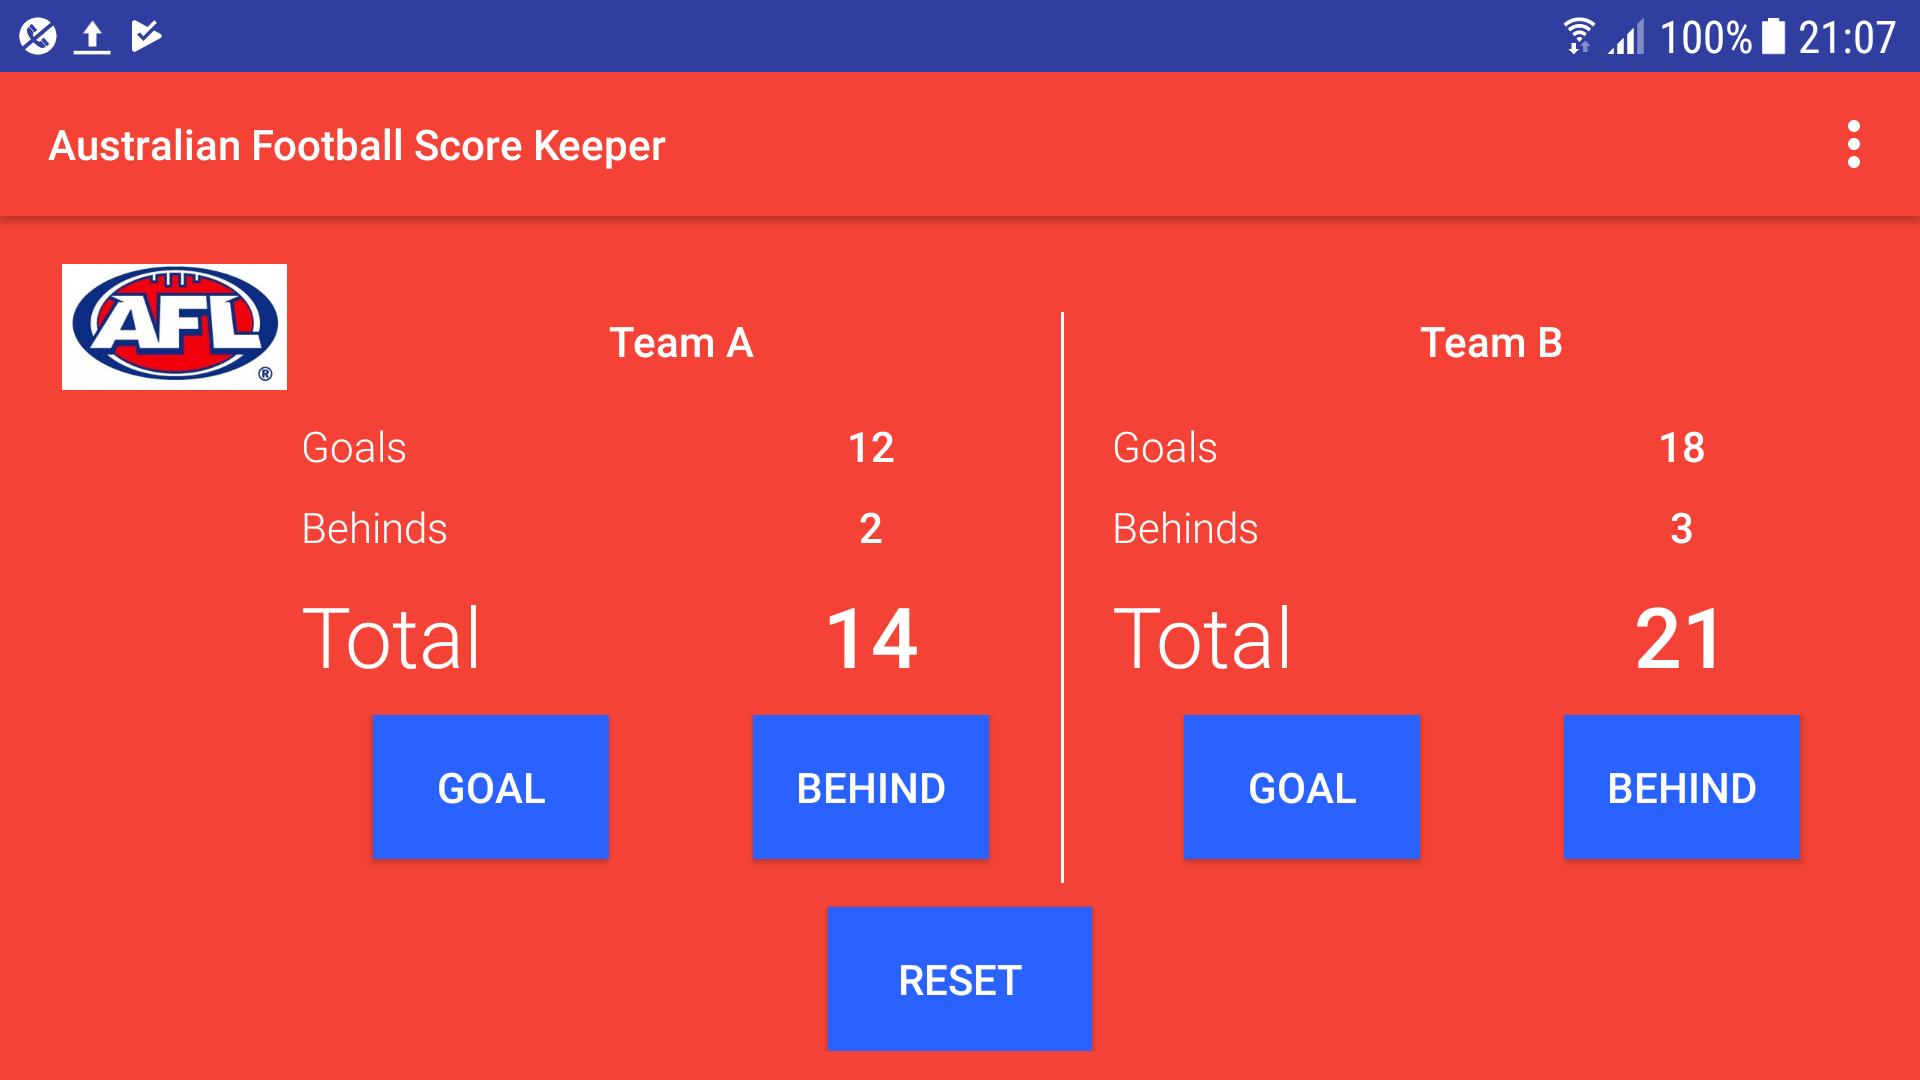 100% 21:07
Australian Football Score Keeper
AFL
®
Team A
Goals 12
Behinds 2
Total 14
GOAL BEHIND
Team B
Goals 18
Behinds 3
Total 21
GOAL BEHIND
RESET